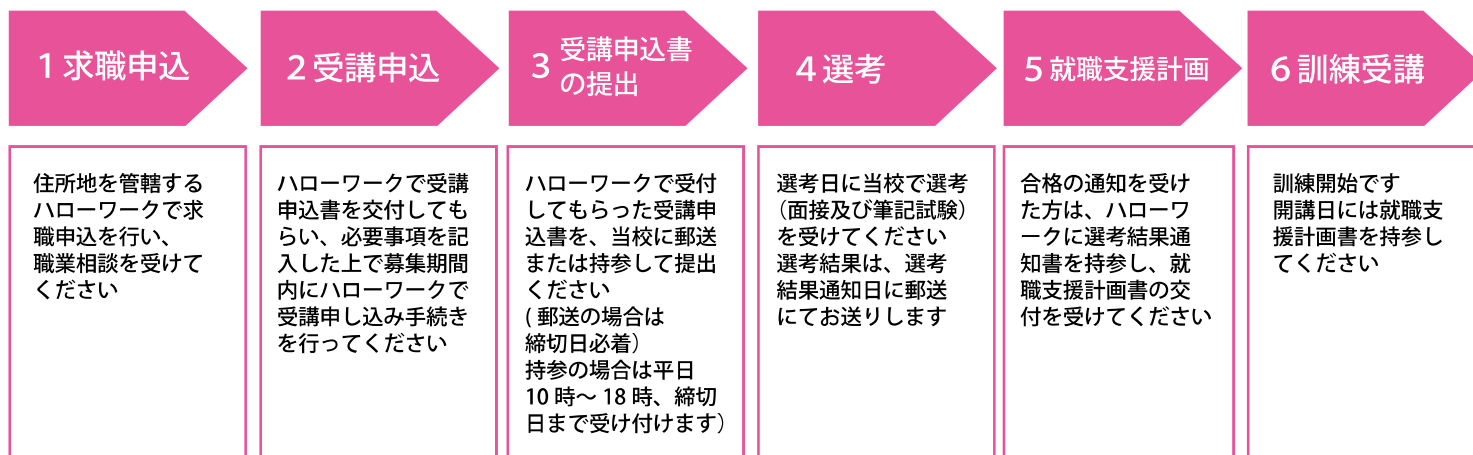 1 求職申込
2 受講申込
3 受講申込書
の提出
4 選考
5 就職支援計画
6 訓練受講
住所地を管轄する
ハローワークで求
職申込を行い、
職業相談を受けて
ください
ハローワークで受講
申込書を交付しても
らい、必要事項を記
入した上で募集期間
内にハローワークで
受講申し込み手続き
を行ってください
ハローワークで受付
してもらった受講申
込書を、当校に郵送
または持参して提出
ください
( 郵送の場合は
締切日必着）
持参の場合は平日
10 時〜 18 時、締切
日まで受け付けます）
選考日に当校で選考
（面接及び筆記試験）
を受けてください
選考結果は、選考
結果通知日に郵送
にてお送りします
合格の通知を受け
た方は、ハローワ
ークに選考結果通
知書を持参し、就
職支援計画書の交
付を受けてください
訓練開始です
開講日には就職支
援計画書を持参し
てください